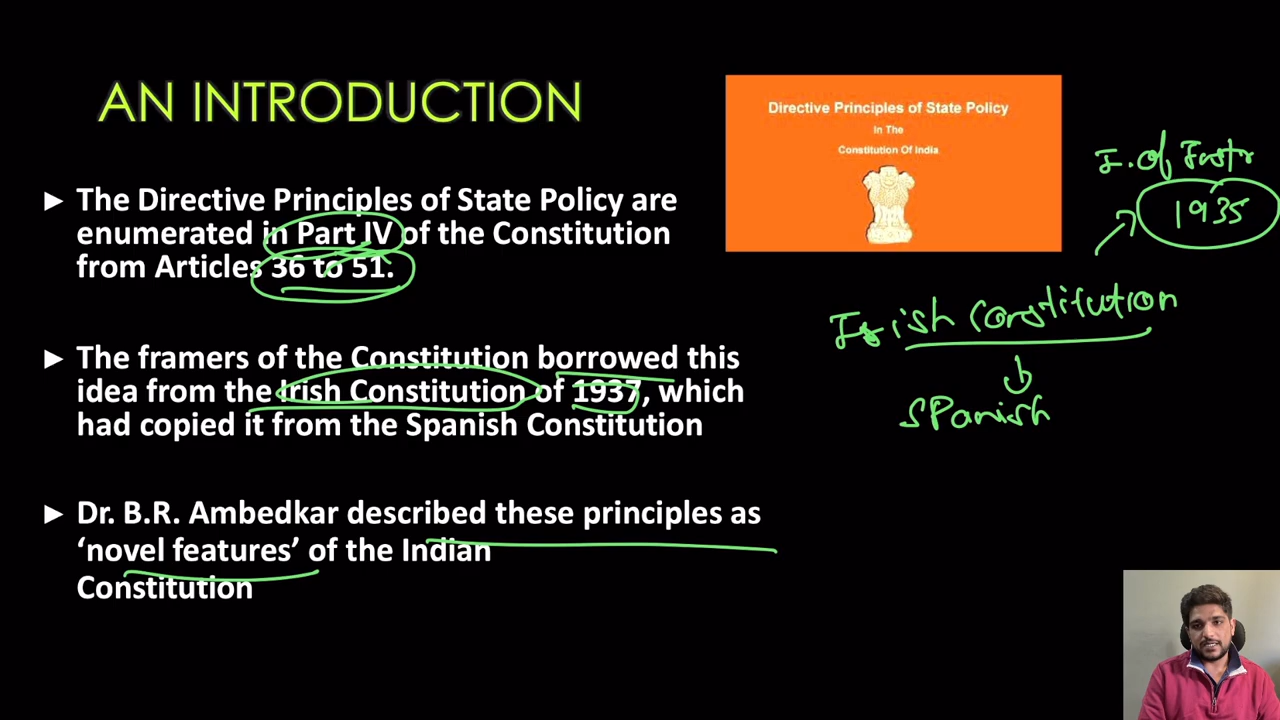 AN INTRODUCTION
► The Directive Principles of State Policy are
enumerated in Part IV of the Constitution
from Articles 36 to 51.
► The framers of the Constitution borrowed this
idea from the Irish Constitution of 1937, which
had copied it from the Spanish Constitution
► Dr. B.R. Ambedkar described these principles as
‘novel features’ of the Indian
Constitution
Directive Principles of State Policy
In The
Constitution Of India
I. of Instr
1935
Irish Constitution
Spanish